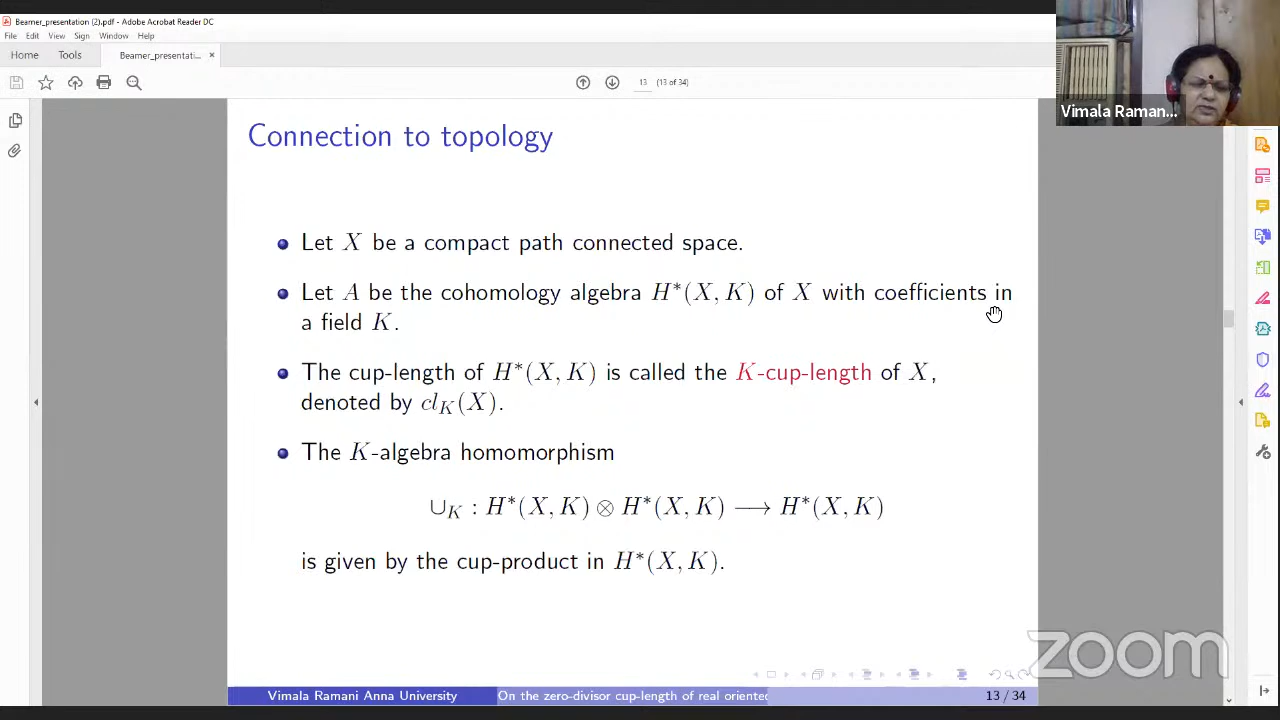 Beamer_presentation (2).pdf - Adobe Acrobat Reader DC
File Edit View Sign Window Help
Home Tools Beamer_presentati... ×
13 (13 of 34)
Vimala Raman...
Connection to topology
Let X be a compact path connected space.
Let A be the cohomology algebra H*(X, K) of X with coefficients in
a field K.
The cup-length of H*(X, K) is called the K-cup-length of X,
denoted by cl_K(X).
The K-algebra homomorphism
∪_K : H*(X, K) ⊗ H*(X, K) ⟶ H*(X, K)
is given by the cup-product in H*(X, K).
zoom
Vimala Ramani Anna University On the zero-divisor cup-length of real oriented 13 / 34